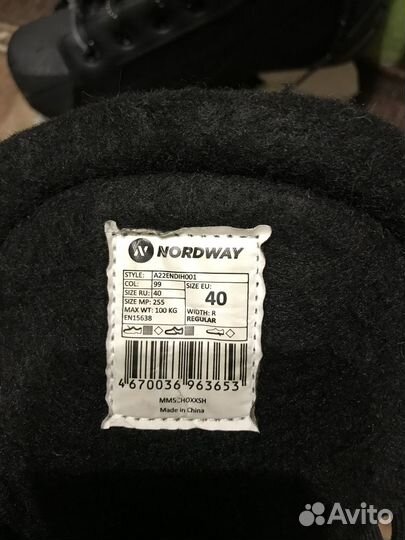 NORDWAY
STYLE: A22ENDIH001
COL: 99
SIZE RU: 40
SIZE MP: 255
MAX WT: 100 KG
EN15638
SIZE EU:
40
WIDTH: R
REGULAR
4 670036 963653
MMSCHOXXSH
Made in China
Avito